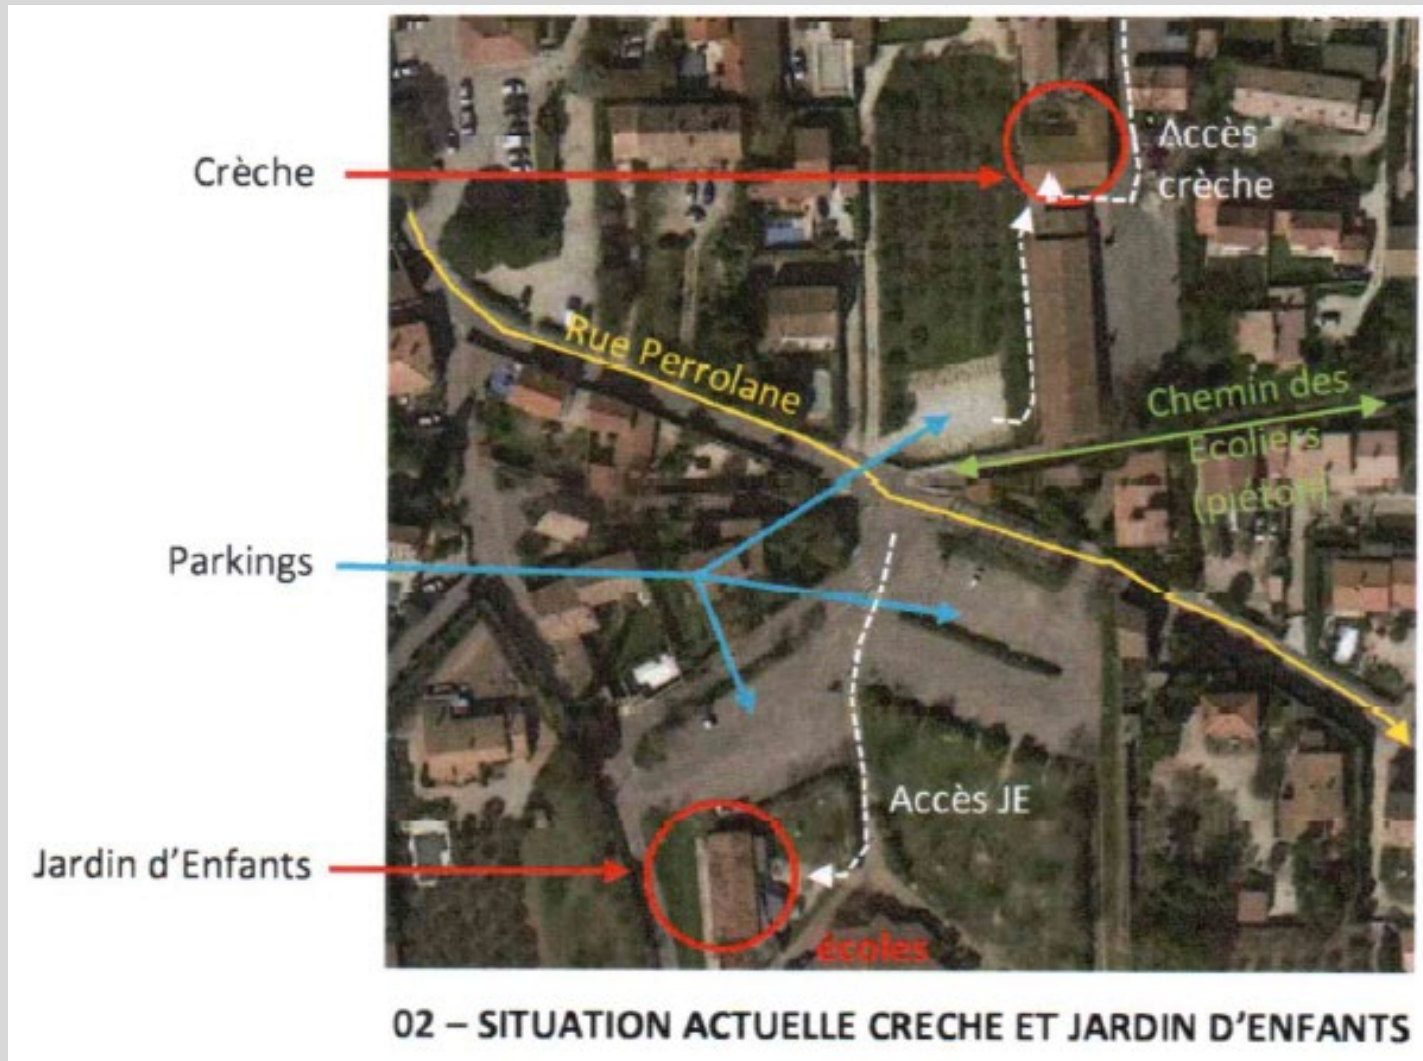 Crèche
Accès
crèche
Rue Perrolane
Chemin des
Ecoliers
(piéton)
Parkings
Accès JE
Jardin d'Enfants
écoles
02 – SITUATION ACTUELLE CRECHE ET JARDIN D'ENFANTS